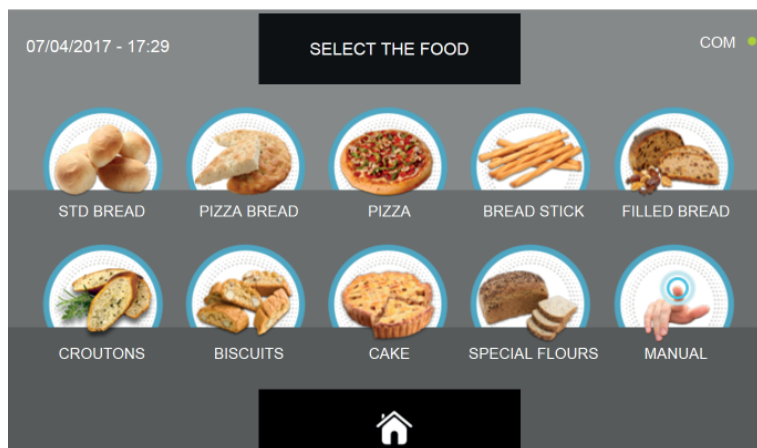 07/04/2017 - 17:29
SELECT THE FOOD
COM
STD BREAD
PIZZA BREAD
PIZZA
BREAD STICK
FILLED BREAD
CROUTONS
BISCUITS
CAKE
SPECIAL FLOURS
MANUAL